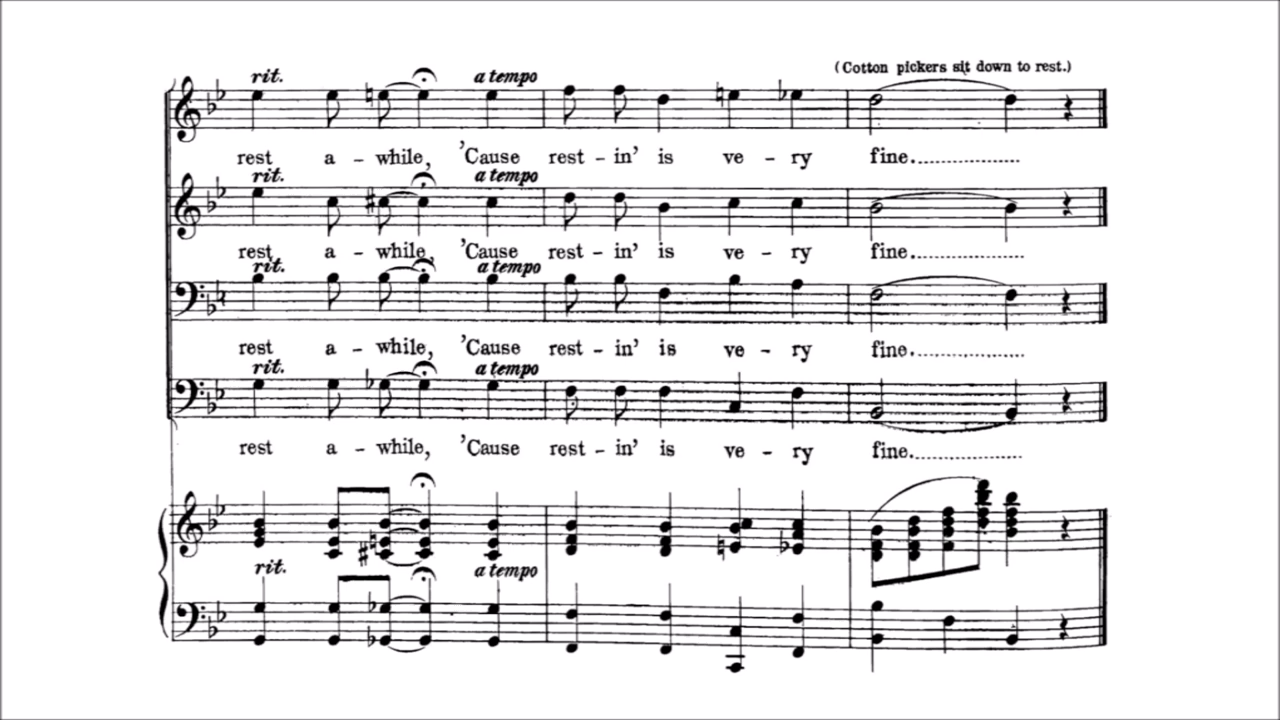 (Cotton pickers sit down to rest.)
rit. a tempo
rest a - while, 'Cause rest - in' is ve - ry fine....................
rit. a tempo
rest a - while, 'Cause rest - in' is ve - ry fine....................
rit. a tempo
rest a - while, 'Cause rest - in' is ve - ry fine....................
rit. a tempo
rest a - while, 'Cause rest - in' is ve - ry fine....................
rit. a tempo